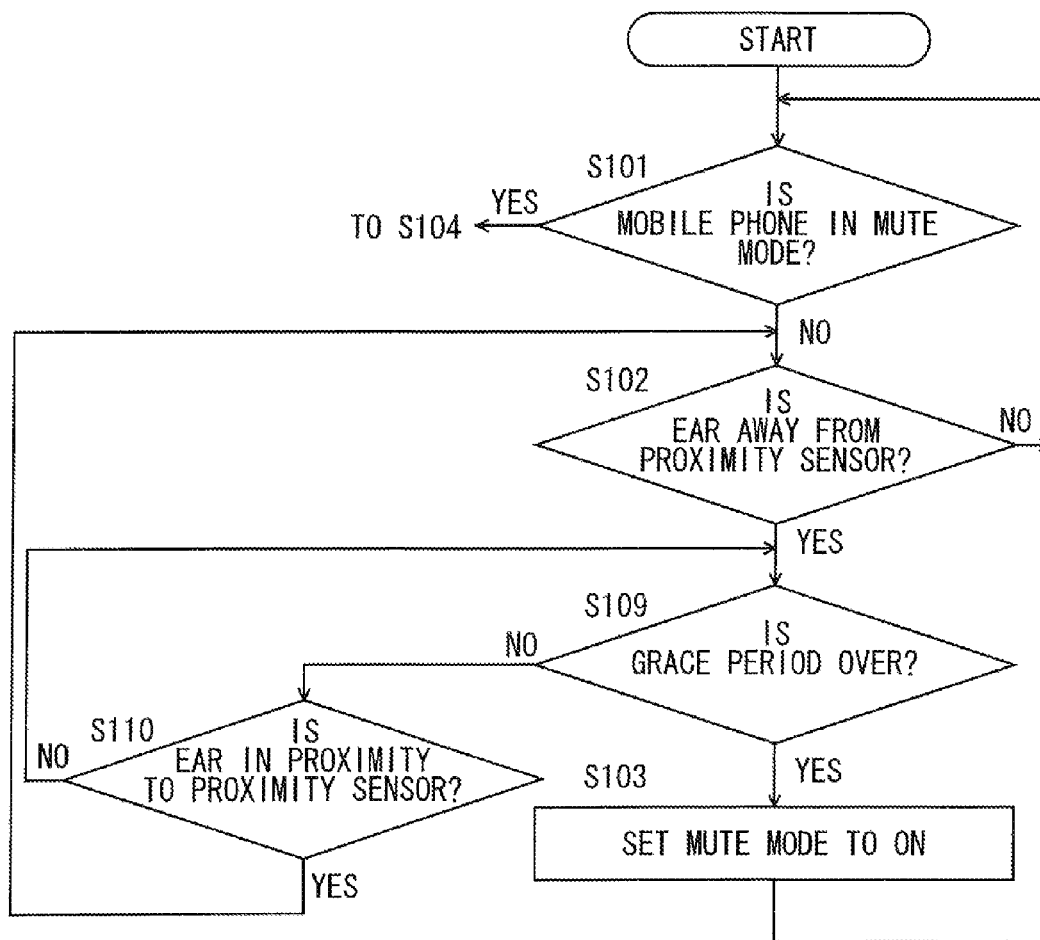 START
S101
IS
MOBILE PHONE IN MUTE
MODE?
YES
TO S104
NO
S102
IS
EAR AWAY FROM
PROXIMITY SENSOR?
NO
YES
S109
IS
GRACE PERIOD OVER?
NO
S110
IS
EAR IN PROXIMITY
TO PROXIMITY SENSOR?
NO
YES
YES
S103
SET MUTE MODE TO ON